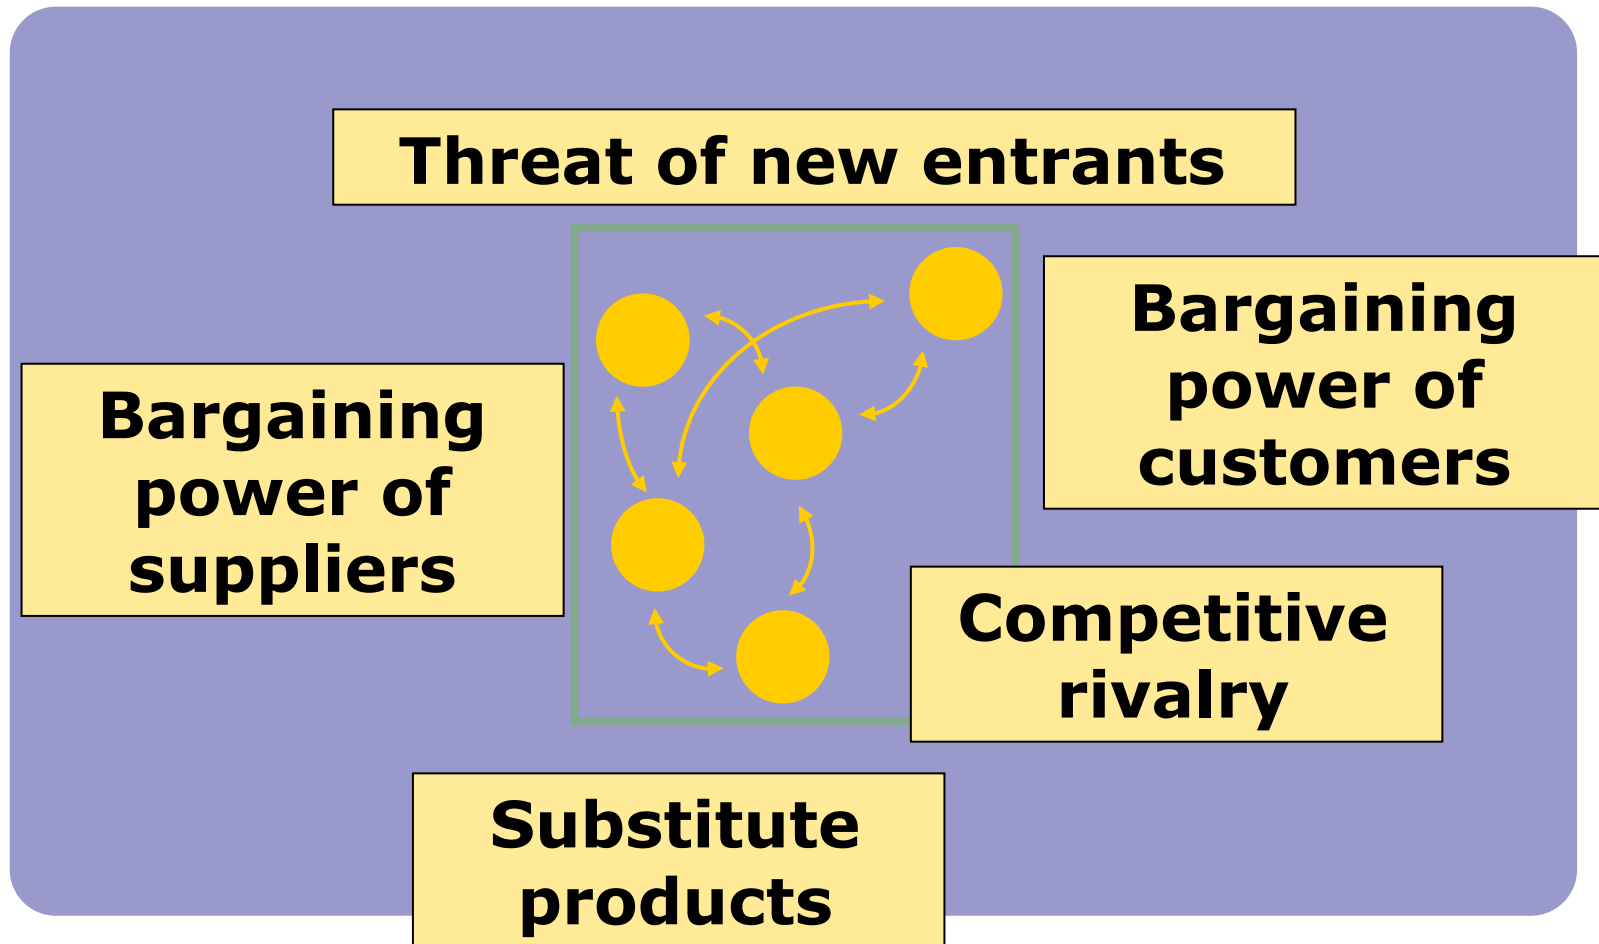 Threat of new entrants
Bargaining
power of
customers
Bargaining
power of
suppliers
Competitive
rivalry
Substitute
products